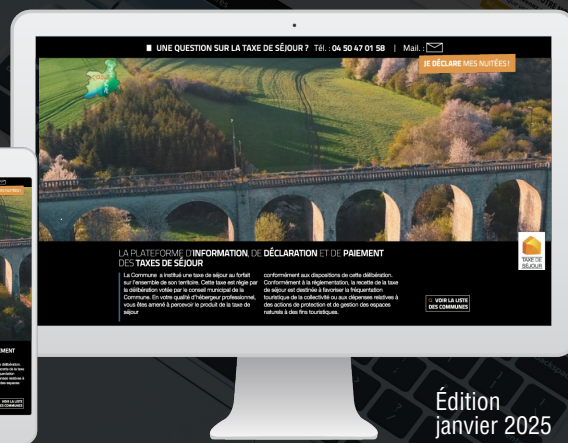 UNE QUESTION SUR LA TAXE DE SÉJOUR ? Tél. : 04 50 47 01 58 | Mail. :
JE DÉCLARE MES NUITÉES !
LA PLATEFORME D'INFORMATION, DE DÉCLARATION ET DE PAIEMENT
DES TAXES DE SÉJOUR
La Commune a institué une taxe de séjour au forfait
sur l'ensemble de son territoire. Cette taxe est régie par
la délibération votée par le conseil municipal de la
Commune. En votre qualité d'hébergeur professionnel,
vous êtes amené à percevoir le produit de la taxe de
séjour
conformément aux dispositions de cette délibération.
Conformément à la réglementation, la recette de la taxe
de séjour est destinée à favoriser la fréquentation
touristique de la collectivité ou aux dépenses relatives à
des actions de protection et de gestion des espaces
naturels à des fins touristiques.
TAXE DE
SÉJOUR
VOIR LA LISTE
DES COMMUNES
Édition
janvier 2025